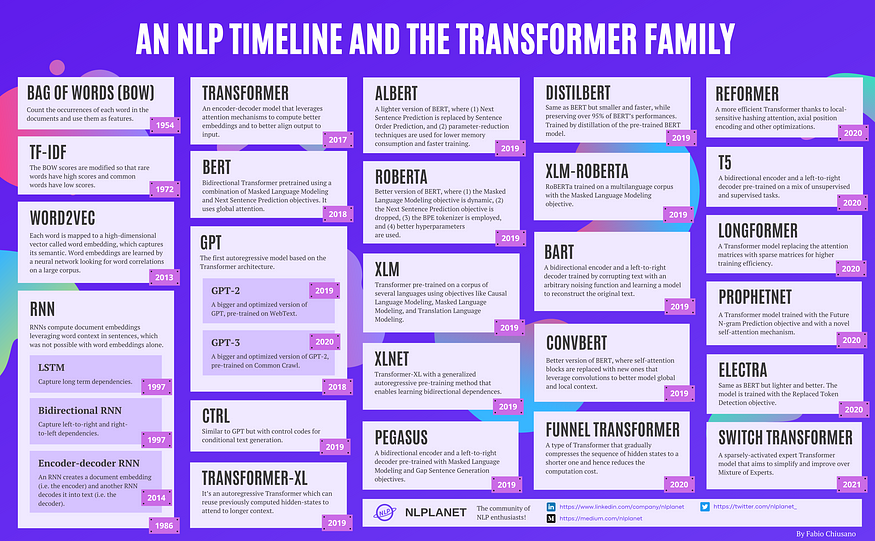 AN NLP TIMELINE AND THE TRANSFORMER FAMILY
BAG OF WORDS (BOW)
Count the occurrences of each word in the
documents and use them as features.
1954
TF-IDF
The BOW scores are modified so that rare
words have high scores and common
words have low scores.
1972
WORD2VEC
Each word is mapped to a high-dimensional
vector called word embedding, which captures
its semantic. Word embeddings are learned by
a neural network looking for word correlations
on a large corpus.
2013
RNN
RNNs compute document embeddings
leveraging word context in sentences, which
was not possible with word embeddings alone.
LSTM
Capture long term dependencies.
1997
Bidirectional RNN
Capture left-to-right and right-
to-left dependencies.
1997
Encoder-decoder RNN
An RNN creates a document embedding
(i.e. the encoder) and another RNN
decodes it into text (i.e. the
decoder).
2014
1986
TRANSFORMER
An encoder-decoder model that leverages
attention mechanisms to compute better
embeddings and to better align output to
input.
2017
BERT
Bidirectional Transformer pretrained using a
combination of Masked Language Modeling
and Next Sentence Prediction objectives. It
uses global attention.
2018
GPT
The first autoregressive model based on the
Transformer architecture.
GPT-2
2019
A bigger and optimized version of
GPT, pre-trained on WebText.
GPT-3
2020
A bigger and optimized version of GPT-2,
pre-trained on Common Crawl.
2018
CTRL
Similar to GPT but with control codes for
conditional text generation.
2019
TRANSFORMER-XL
It's an autoregressive Transformer which can
reuse previously computed hidden-states to
attend to longer context.
2019
ALBERT
A lighter version of BERT, where (1) Next
Sentence Prediction is replaced by Sentence
Order Prediction, and (2) parameter-reduction
techniques are used for lower memory
consumption and faster training.
2019
ROBERTA
Better version of BERT, where (1) the Masked
Language Modeling objective is dynamic, (2)
the Next Sentence Prediction objective is
dropped, (3) the BPE tokenizer is employed,
and (4) better hyperparameters
are used.
2019
XLM
Transformer pre-trained on a corpus of
several languages using objectives like Causal
Language Modeling, Masked Language
Modeling, and Translation Language
Modeling.
2019
XLNET
Transformer-XL with a generalized
autoregressive pre-training method that
enables learning bidirectional dependencies.
2019
PEGASUS
A bidirectional encoder and a left-to-right
decoder pre-trained with Masked Language
Modeling and Gap Sentence Generation
objectives.
2019
DISTILBERT
Same as BERT but smaller and faster, while
preserving over 95% of BERT's performances.
Trained by distillation of the pre-trained BERT
model.
2019
XLM-ROBERTA
RoBERTa trained on a multilanguage corpus
with the Masked Language Modeling
objective.
2019
BART
A bidirectional encoder and a left-to-right
decoder trained by corrupting text with an
arbitrary noising function and learning a model
to reconstruct the original text.
2019
CONVBERT
Better version of BERT, where self-attention
blocks are replaced with new ones that
leverage convolutions to better model global
and local context.
2019
FUNNEL TRANSFORMER
A type of Transformer that gradually
compresses the sequence of hidden states to a
shorter one and hence reduces the
computation cost.
2020
REFORMER
A more efficient Transformer thanks to local-
sensitive hashing attention, axial position
encoding and other optimizations.
2020
T5
A bidirectional encoder and a left-to-right
decoder pre-trained on a mix of unsupervised
and supervised tasks.
2020
LONGFORMER
A Transformer model replacing the attention
matrices with sparse matrices for higher
training efficiency.
2020
PROPHETNET
A Transformer model trained with the Future
N-gram Prediction objective and with a novel
self-attention mechanism.
2020
ELECTRA
Same as BERT but lighter and better. The
model is trained with the Replaced Token
Detection objective.
2020
SWITCH TRANSFORMER
A sparsely-activated expert Transformer
model that aims to simplify and improve over
Mixture of Experts.
2021
NLP
NLPLANET
The community of
NLP enthusiasts!
in https://www.linkedin.com/company/nlplanet
https://twitter.com/nlplanet_
M https://medium.com/nlplanet
By Fabio Chiusano